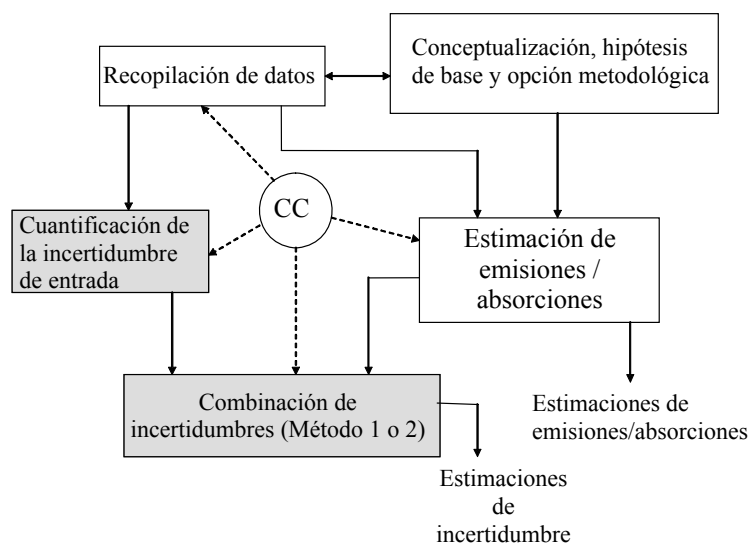 Recopilación de datos
Conceptualización, hipótesis
de base y opción metodológica
CC
Cuantificación de
la incertidumbre
de entrada
Estimación de
emisiones /
absorciones
Combinación de
incertidumbres (Método 1 o 2)
Estimaciones de
emisiones/absorciones
Estimaciones
de
incertidumbre